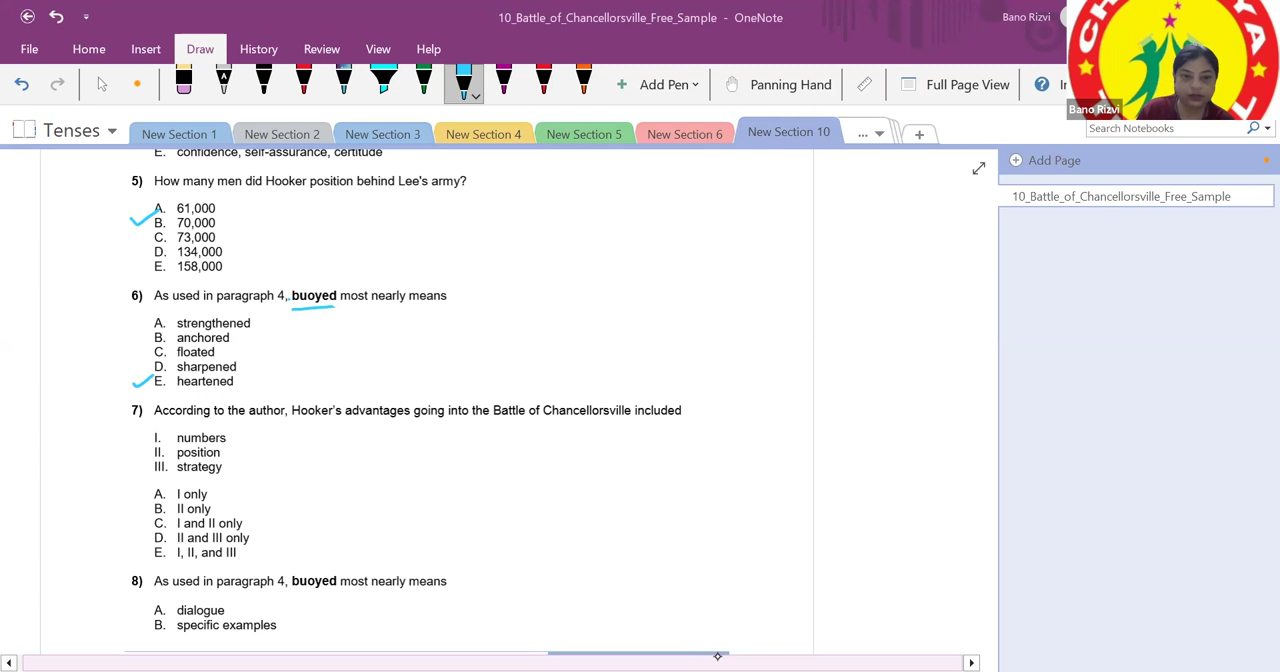 10_Battle_of_Chancellorsville_Free_Sample - OneNote
Bano Rizvi
File Home Insert Draw History Review View Help
Add Pen
Panning Hand
Full Page View
Bano Rizvi
Search Notebooks
Tenses
New Section 1
New Section 2
New Section 3
New Section 4
New Section 5
New Section 6
New Section 10
...
Add Page
10_Battle_of_Chancellorsville_Free_Sample
E. confidence, self-assurance, certitude
5) How many men did Hooker position behind Lee's army?
A. 61,000
B. 70,000
C. 73,000
D. 134,000
E. 158,000
6) As used in paragraph 4, buoyed most nearly means
A. strengthened
B. anchored
C. floated
D. sharpened
E. heartened
7) According to the author, Hooker's advantages going into the Battle of Chancellorsville included
I. numbers
II. position
III. strategy
A. I only
B. II only
C. I and II only
D. II and III only
E. I, II, and III
8) As used in paragraph 4, buoyed most nearly means
A. dialogue
B. specific examples